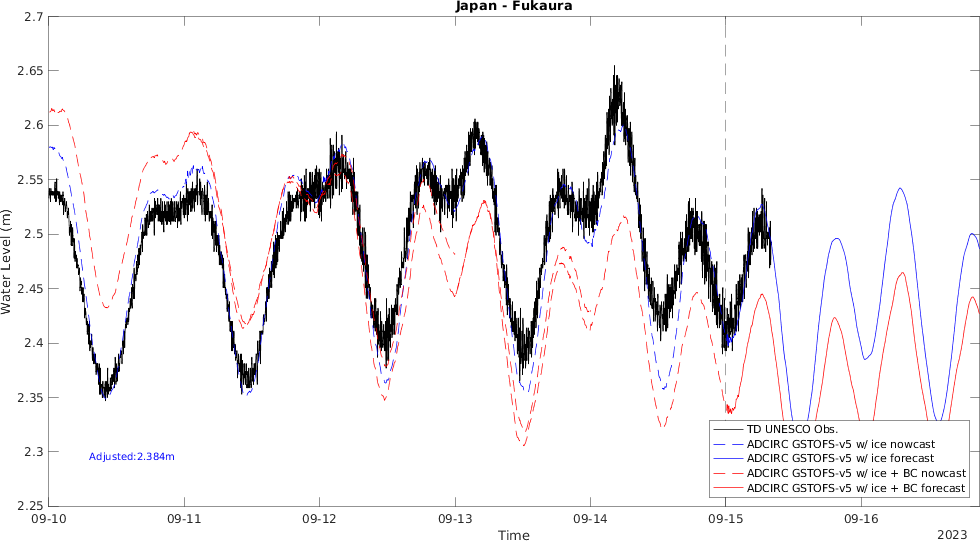 Japan - Fukaura
2.7
2.65
2.6
2.55
2.5
2.45
2.4
2.35
2.3
2.25
Water Level (m)
Adjusted:2.384m
TD UNESCO Obs.
ADCIRC GSTOFS-v5 w/ ice nowcast
ADCIRC GSTOFS-v5 w/ ice forecast
ADCIRC GSTOFS-v5 w/ ice + BC nowcast
ADCIRC GSTOFS-v5 w/ ice + BC forecast
09-10 09-11 09-12 09-13 09-14 09-15 09-16
Time
2023